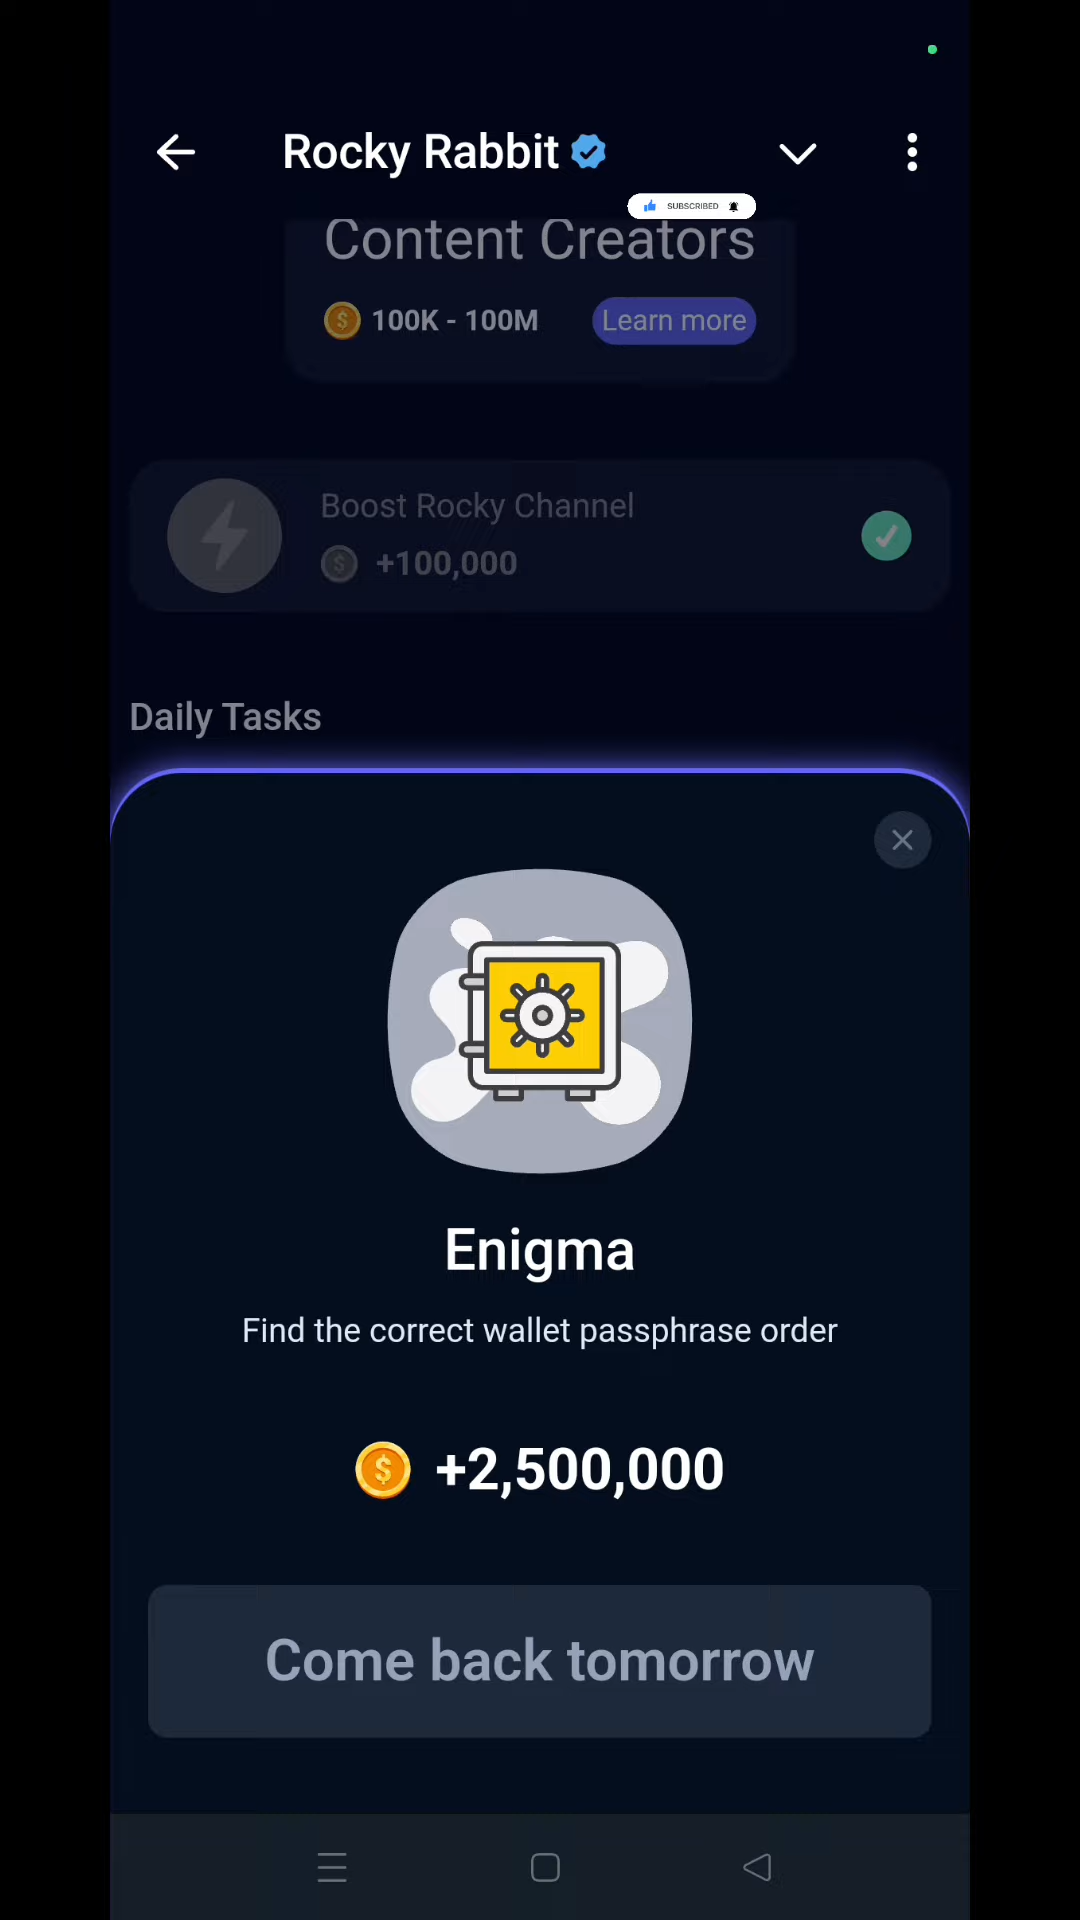 Rocky Rabbit
SUBSCRIBED
Content Creators
100K - 100M
Learn more
Boost Rocky Channel
+100,000
Daily Tasks
Enigma
Find the correct wallet passphrase order
+2,500,000
Come back tomorrow